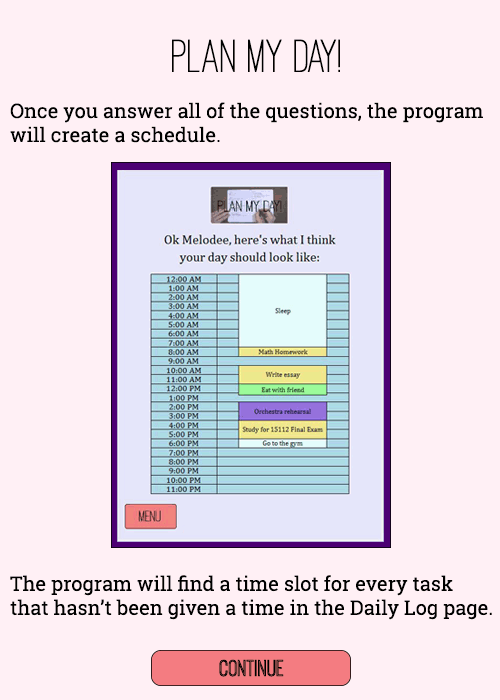 PLAN MY DAY!
Once you answer all of the questions, the program
will create a schedule.
PLAN MY DAY!
Ok Melodee, here's what I think
your day should look like:
12:00 AM
1:00 AM
2:00 AM
3:00 AM
4:00 AM
5:00 AM
6:00 AM
7:00 AM
8:00 AM
9:00 AM
10:00 AM
11:00 AM
12:00 PM
1:00 PM
2:00 PM
3:00 PM
4:00 PM
5:00 PM
6:00 PM
7:00 PM
8:00 PM
9:00 PM
10:00 PM
11:00 PM
Sleep
Math Homework
Write essay
Eat with friend
Orchestra rehearsal
Study for 15112 Final Exam
Go to the gym
MENU
The program will find a time slot for every task
that hasn’t been given a time in the Daily Log page.
CONTINUE